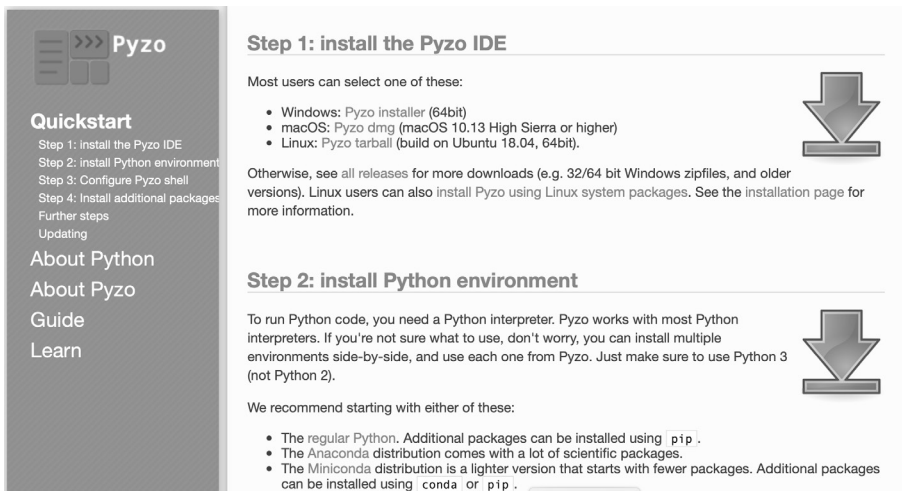 >>> Pyzo
Quickstart
Step 1: install the Pyzo IDE
Step 2: install Python environment
Step 3: Configure Pyzo shell
Step 4: Install additional packages
Further steps
Updating
About Python
About Pyzo
Guide
Learn
Step 1: install the Pyzo IDE
Most users can select one of these:
• Windows: Pyzo installer (64bit)
• macOS: Pyzo dmg (macOS 10.13 High Sierra or higher)
• Linux: Pyzo tarball (build on Ubuntu 18.04, 64bit).
Otherwise, see all releases for more downloads (e.g. 32/64 bit Windows zipfiles, and older
versions). Linux users can also install Pyzo using Linux system packages. See the installation page for
more information.
Step 2: install Python environment
To run Python code, you need a Python interpreter. Pyzo works with most Python
interpreters. If you're not sure what to use, don't worry, you can install multiple
environments side-by-side, and use each one from Pyzo. Just make sure to use Python 3
(not Python 2).
We recommend starting with either of these:
• The regular Python. Additional packages can be installed using pip.
• The Anaconda distribution comes with a lot of scientific packages.
• The Miniconda distribution is a lighter version that starts with fewer packages. Additional packages
can be installed using conda or pip.